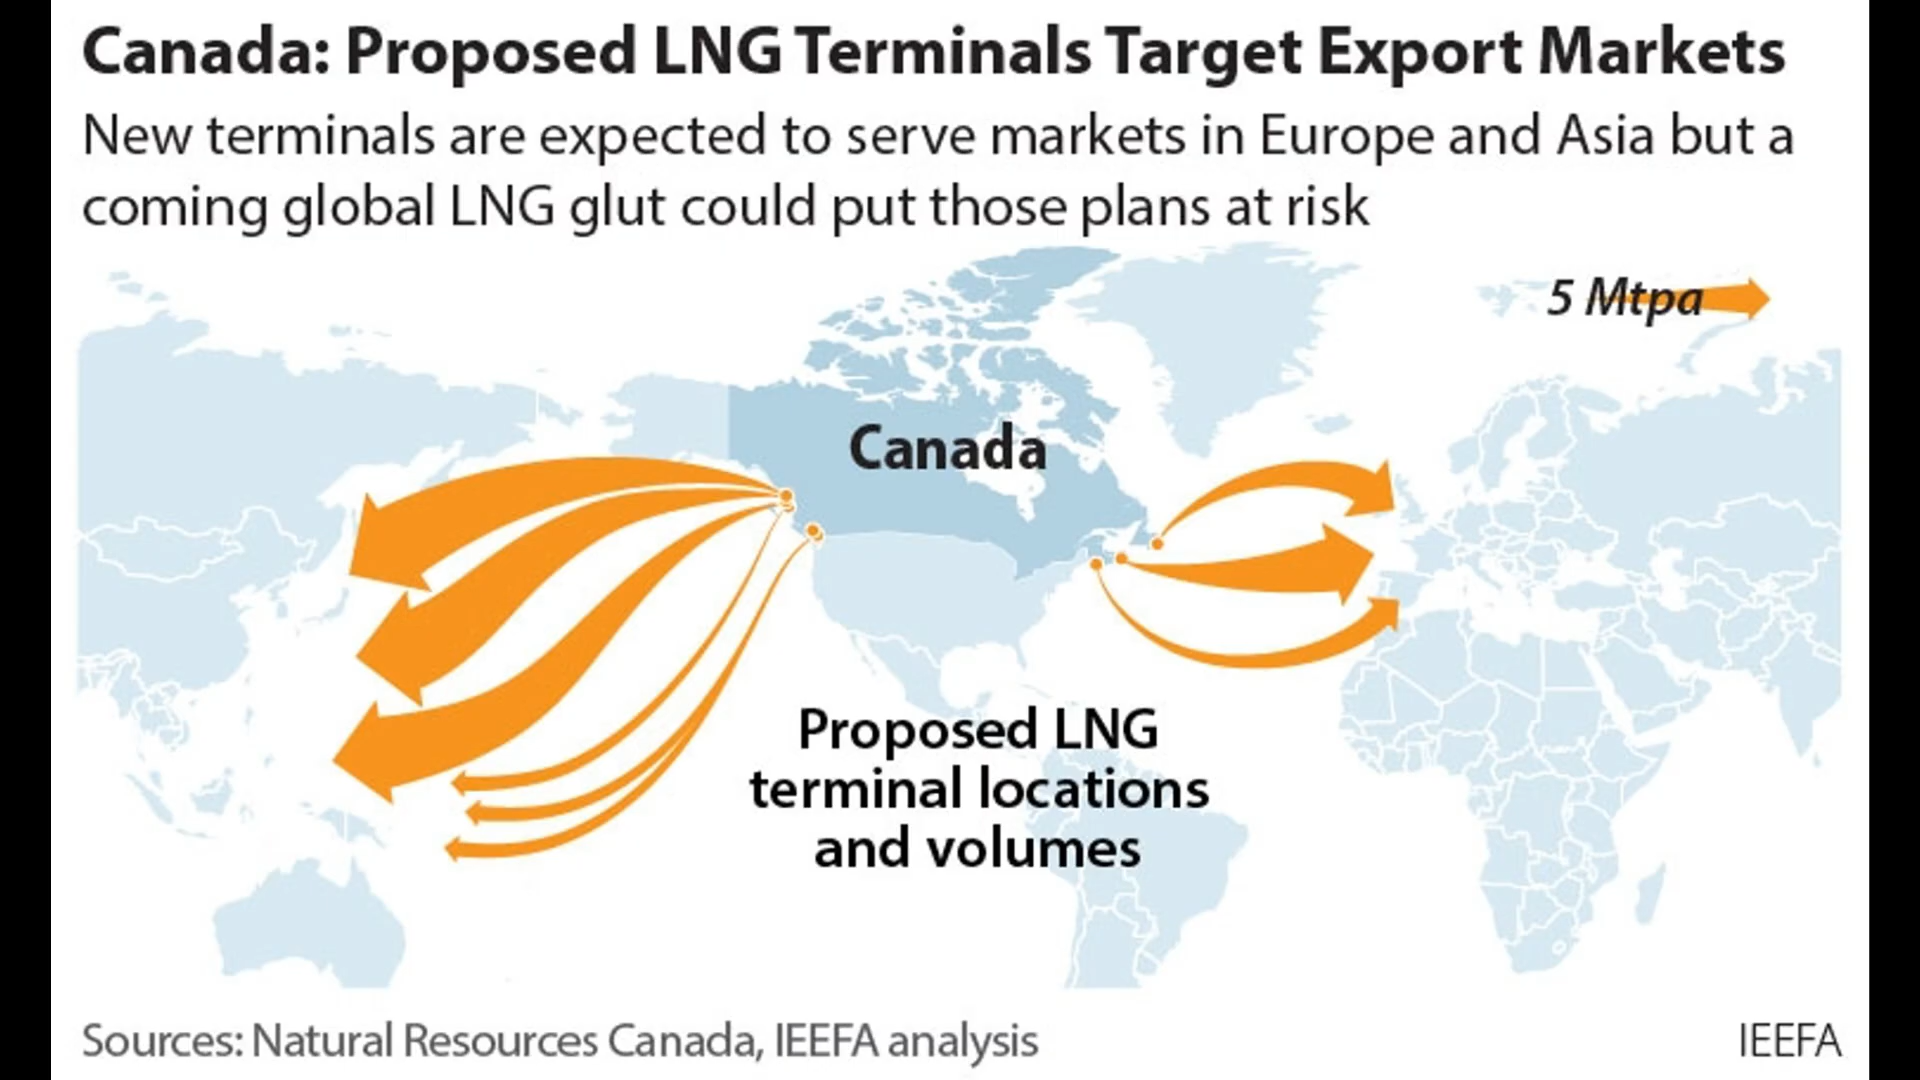 Canada: Proposed LNG Terminals Target Export Markets
New terminals are expected to serve markets in Europe and Asia but a
coming global LNG glut could put those plans at risk
5 Mtpa
Canada
Proposed LNG
terminal locations
and volumes
Sources: Natural Resources Canada, IEEFA analysis
IEEFA